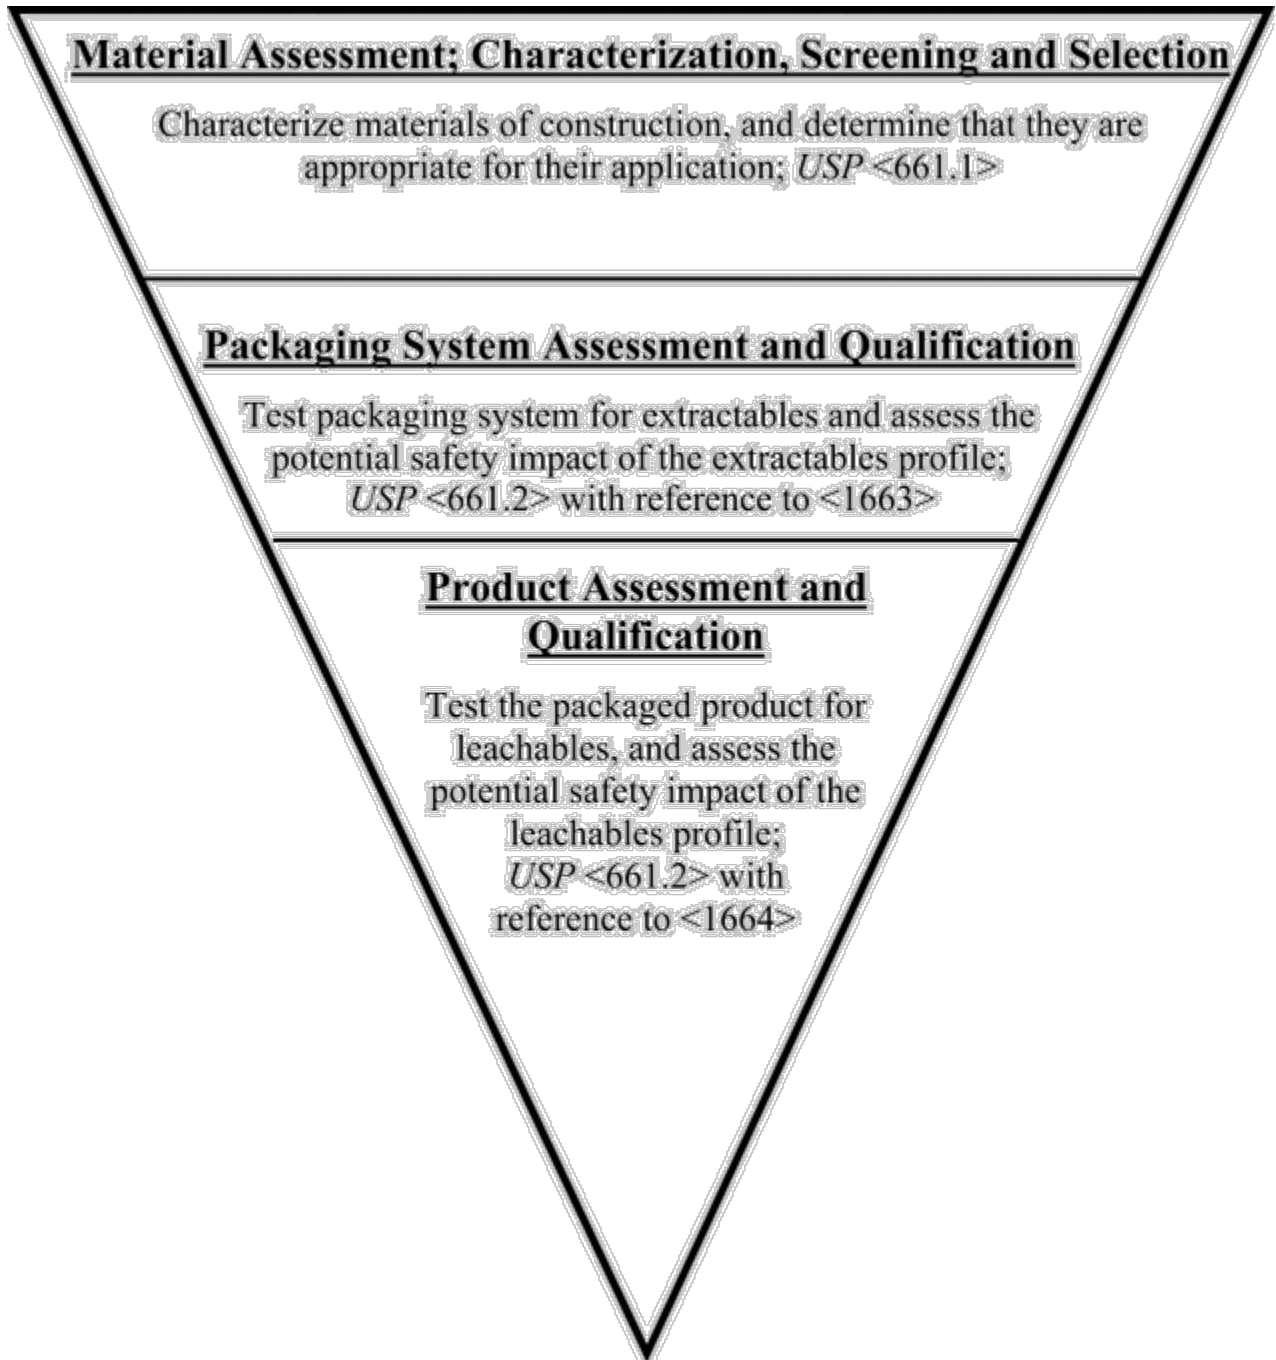 Material Assessment; Characterization, Screening and Selection
Characterize materials of construction, and determine that they are
appropriate for their application; USP <661.1>
Packaging System Assessment and Qualification
Test packaging system for extractables and assess the
potential safety impact of the extractables profile;
USP <661.2> with reference to <1663>
Product Assessment and
Qualification
Test the packaged product for
leachables, and assess the
potential safety impact of the
leachables profile;
USP <661.2> with
reference to <1664>